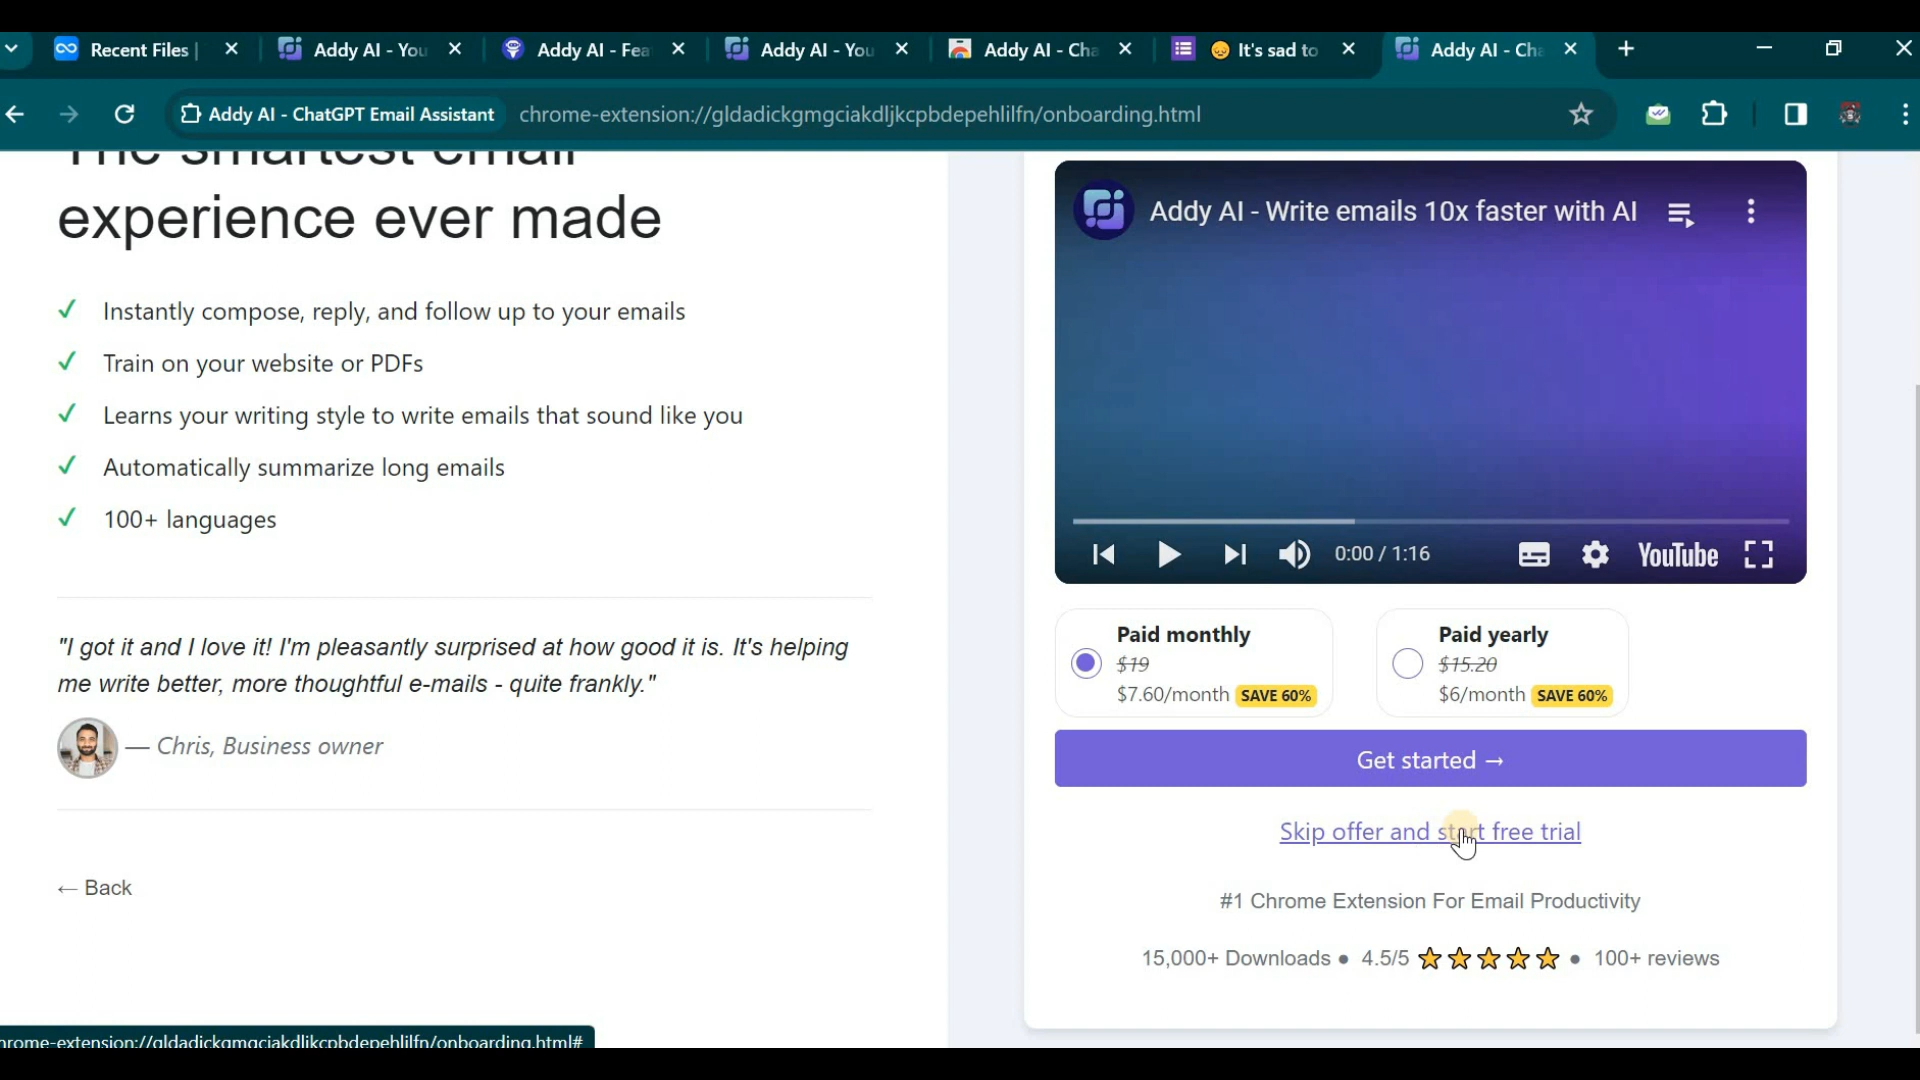 Recent Files
Addy AI - You
Addy AI - Fea
Addy AI - You
Addy AI - Cha
😞 It's sad to
Addy AI - Cha
Addy AI - ChatGPT Email Assistant
chrome-extension://gldadickgmgciakdljkcpbdepehlilfn/onboarding.html
The smartest email
experience ever made
✓ Instantly compose, reply, and follow up to your emails
✓ Train on your website or PDFs
✓ Learns your writing style to write emails that sound like you
✓ Automatically summarize long emails
✓ 100+ languages
"I got it and I love it! I'm pleasantly surprised at how good it is. It's helping
me write better, more thoughtful e-mails - quite frankly."
— Chris, Business owner
← Back
Addy AI - Write emails 10x faster with AI
0:00 / 1:16
YouTube
Paid monthly
$19
$7.60/month SAVE 60%
Paid yearly
$15.20
$6/month SAVE 60%
Get started →
Skip offer and start free trial
#1 Chrome Extension For Email Productivity
15,000+ Downloads • 4.5/5 ⭐⭐⭐⭐⭐ • 100+ reviews
hrome-extension://gldadickgmgciakdljkcpbdepehlilfn/onboarding.html#